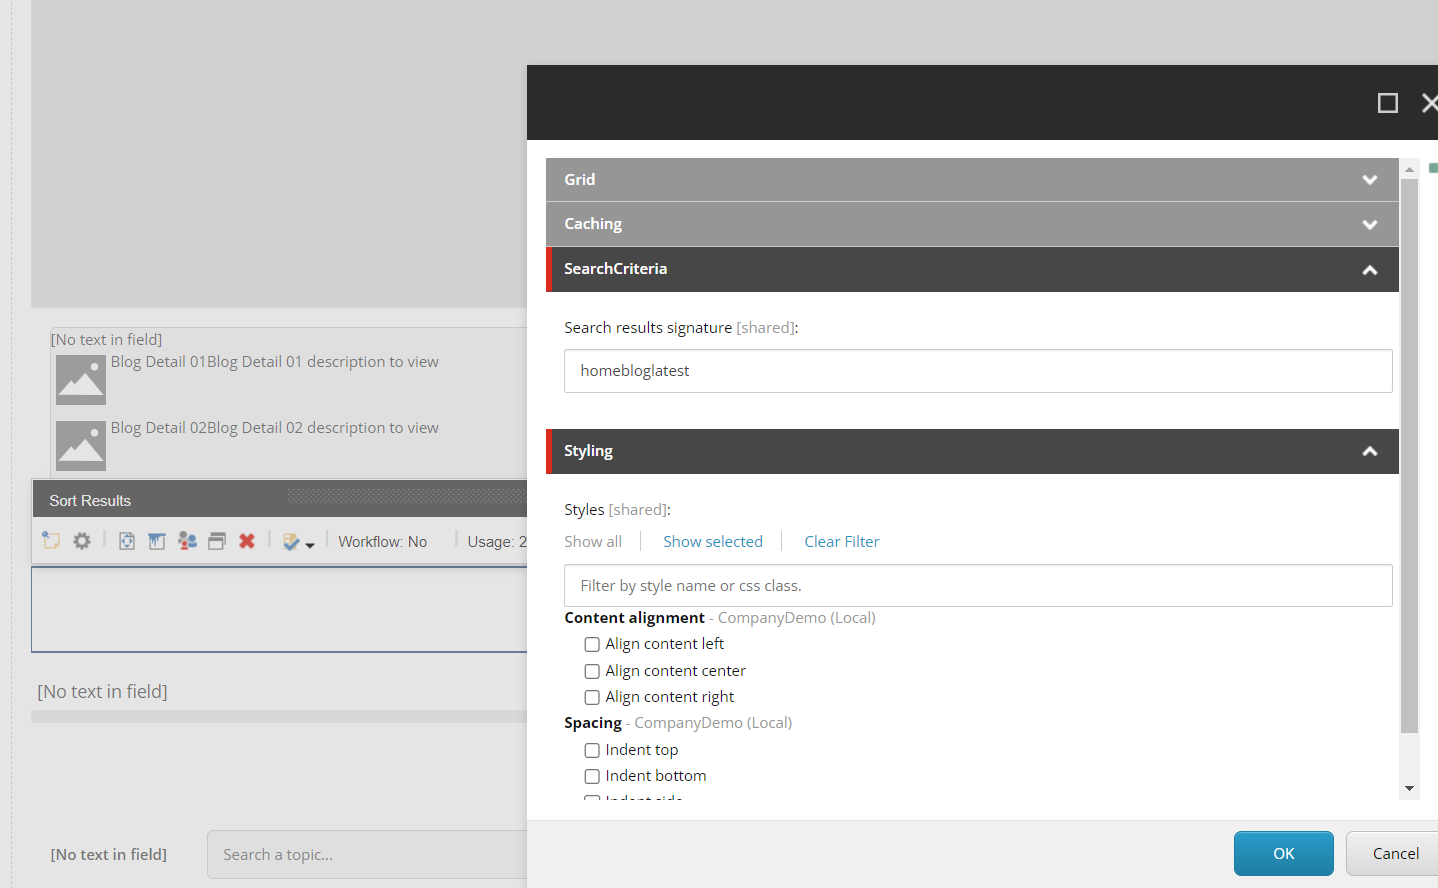 [No text in field]
Blog Detail 01Blog Detail 01 description to view
Blog Detail 02Blog Detail 02 description to view
Sort Results
Workflow: No
Usage: 2
[No text in field]
[No text in field]
Search a topic...
Grid
Caching
SearchCriteria
Search results signature [shared]:
homebloglatest
Styling
Styles [shared]:
Show all Show selected Clear Filter
Filter by style name or css class.
Content alignment - CompanyDemo (Local)
Align content left
Align content center
Align content right
Spacing - CompanyDemo (Local)
Indent top
Indent bottom
Indent side
OK Cancel